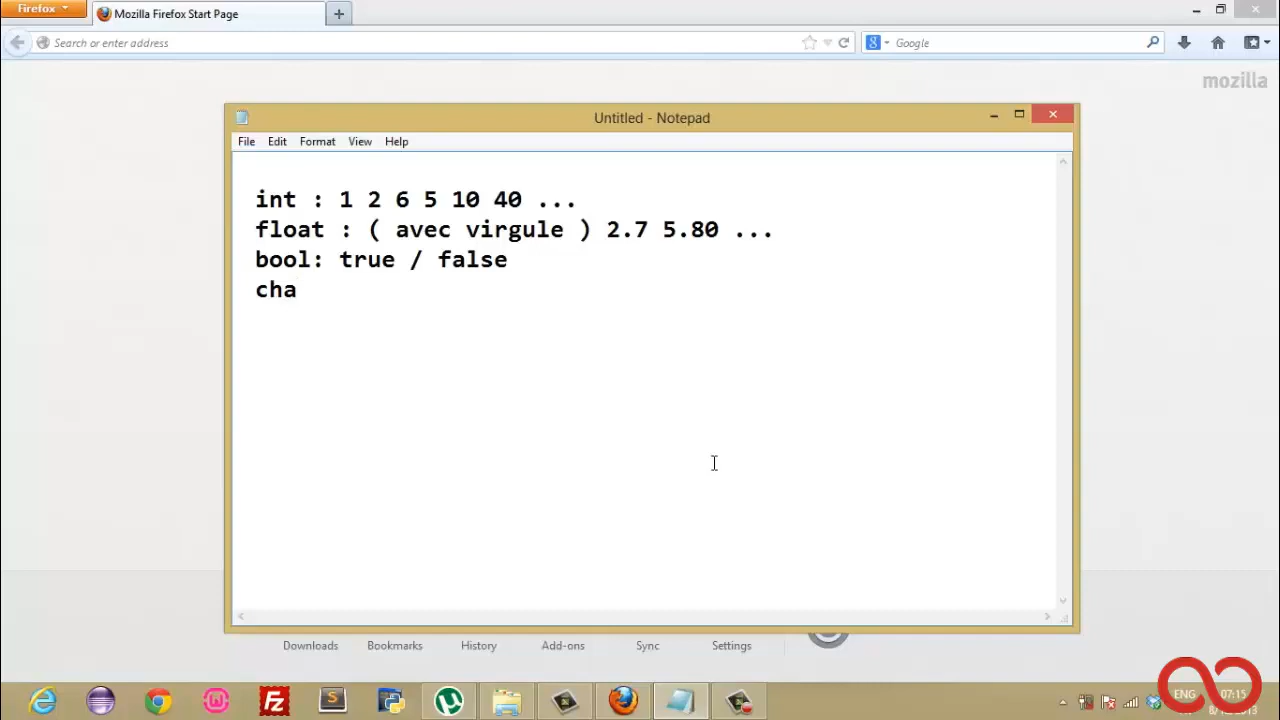 Firefox
Mozilla Firefox Start Page
Search or enter address
Google
mozilla
Untitled - Notepad
File Edit Format View Help
int : 1 2 6 5 10 40 ...
float : ( avec virgule ) 2.7 5.80 ...
bool: true / false
cha
Downloads Bookmarks History Add-ons Sync Settings
ENG 07:15